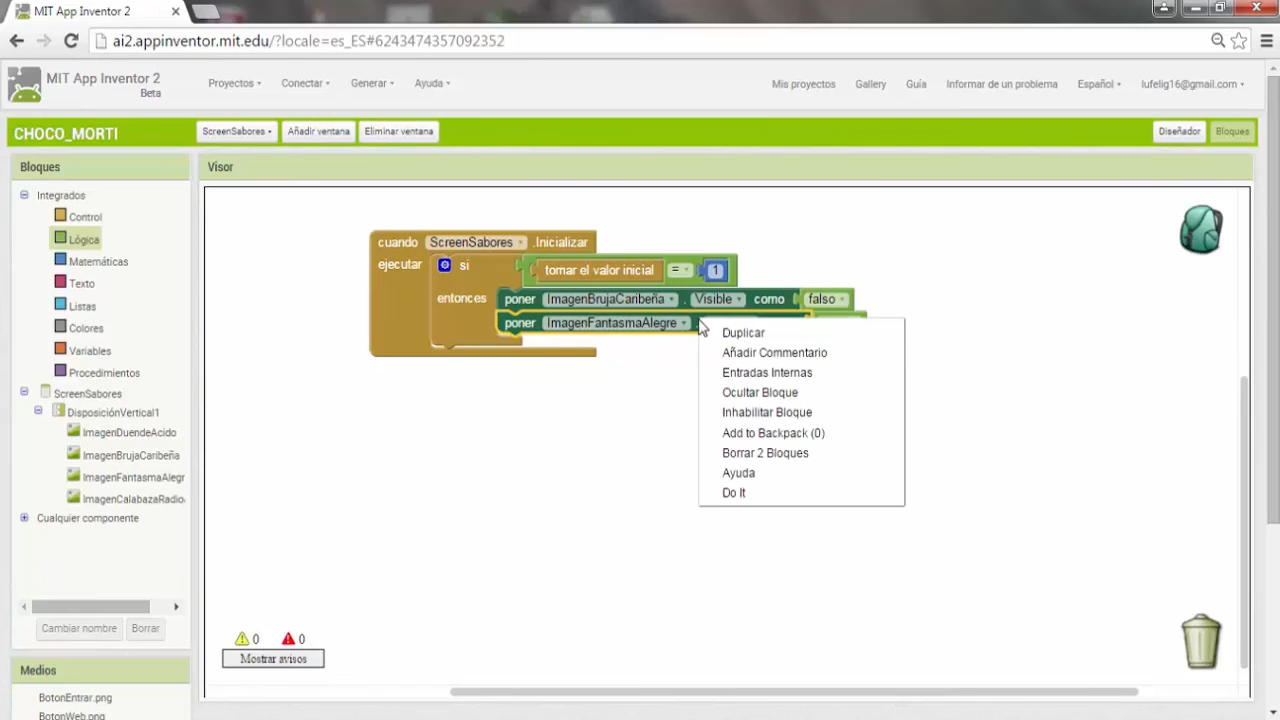 MIT App Inventor 2
ai2.appinventor.mit.edu/?locale=es_ES#6243474357092352
MIT App Inventor 2
Beta
Proyectos
Conectar
Generar
Ayuda
Mis proyectos
Gallery
Guía
Informar de un problema
Español
lufelig16@gmail.com
CHOCO_MORTI
ScreenSabores
Añadir ventana
Eliminar ventana
Diseñador
Bloques
Bloques
Visor
Integrados
Control
Lógica
Matemáticas
Texto
Listas
Colores
Variables
Procedimientos
ScreenSabores
DisposiciónVertical1
ImagenDuendeAcido
ImagenBrujaCaribeña
ImagenFantasmaAlegr
ImagenCalabazaRadio
Cualquier componente
Cambiar nombre
Borrar
Medios
BotonEntrar.png
BotonWeb.png
cuando ScreenSabores .Inicializar
ejecutar si tomar el valor inicial = 1
entonces poner ImagenBrujaCaribeña . Visible como falso
poner ImagenFantasmaAlegre .
Duplicar
Añadir Commentario
Entradas Internas
Ocultar Bloque
Inhabilitar Bloque
Add to Backpack (0)
Borrar 2 Bloques
Ayuda
Do It
0 0
Mostrar avisos